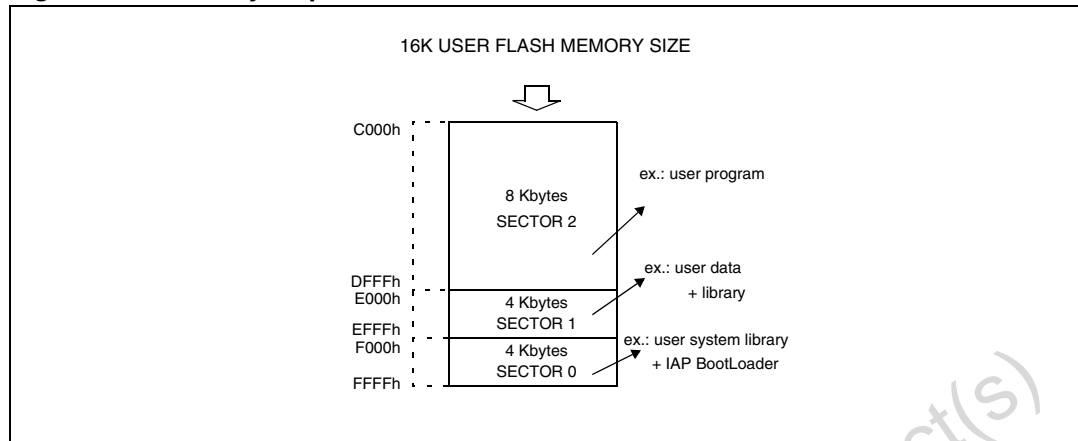 16K USER FLASH MEMORY SIZE
C000h
8 Kbytes
SECTOR 2
ex.: user program
DFFFh
E000h
4 Kbytes
SECTOR 1
ex.: user data
+ library
EFFFh
F000h
4 Kbytes
SECTOR 0
ex.: user system library
+ IAP BootLoader
FFFFh